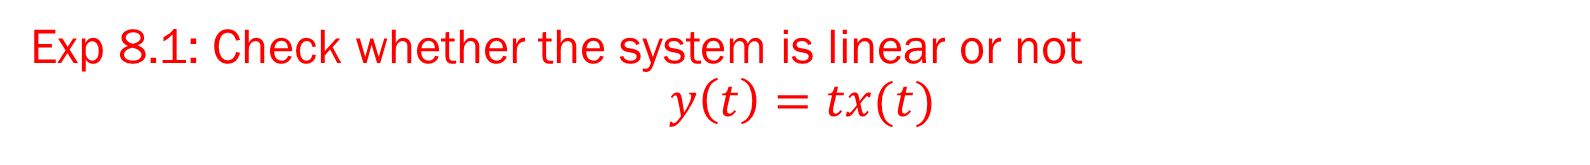 Exp 8.1: Check whether the system is linear or not
y(t) = tx(t)